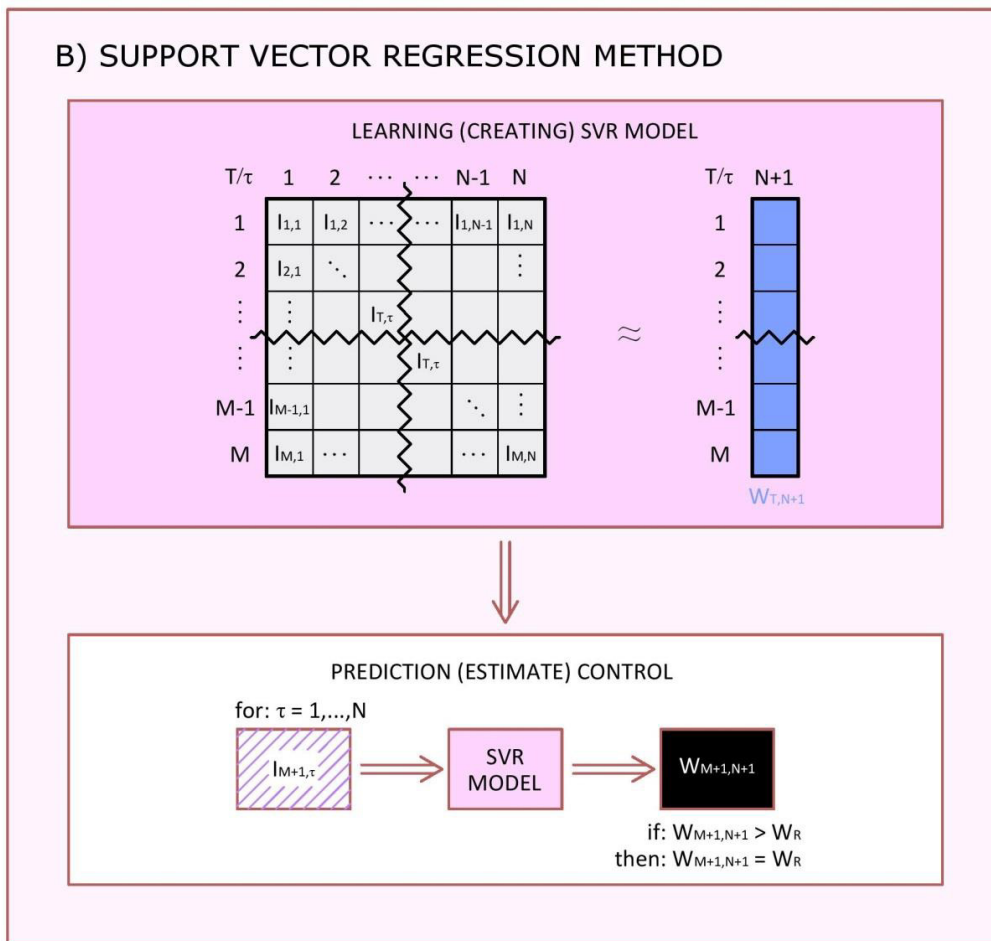 B) SUPPORT VECTOR REGRESSION METHOD
LEARNING (CREATING) SVR MODEL
T/τ 1 2 ⋯ ⋯ N-1 N
1 I1,1 I1,2 ⋯ ⋯ I1,N-1 I1,N
2 I2,1 ⋱ ⋮
⋮ ⋮ IT,τ
⋮ ⋮ IT,τ
M-1 IM-1,1 ⋱ ⋮
M IM,1 ⋯ ⋯ IM,N
≈
T/τ N+1
1
2
⋮
⋮
M-1
M
WT,N+1
PREDICTION (ESTIMATE) CONTROL
for: τ = 1,...,N
IM+1,τ
SVR
MODEL
WM+1,N+1
if: WM+1,N+1 > WR
then: WM+1,N+1 = WR